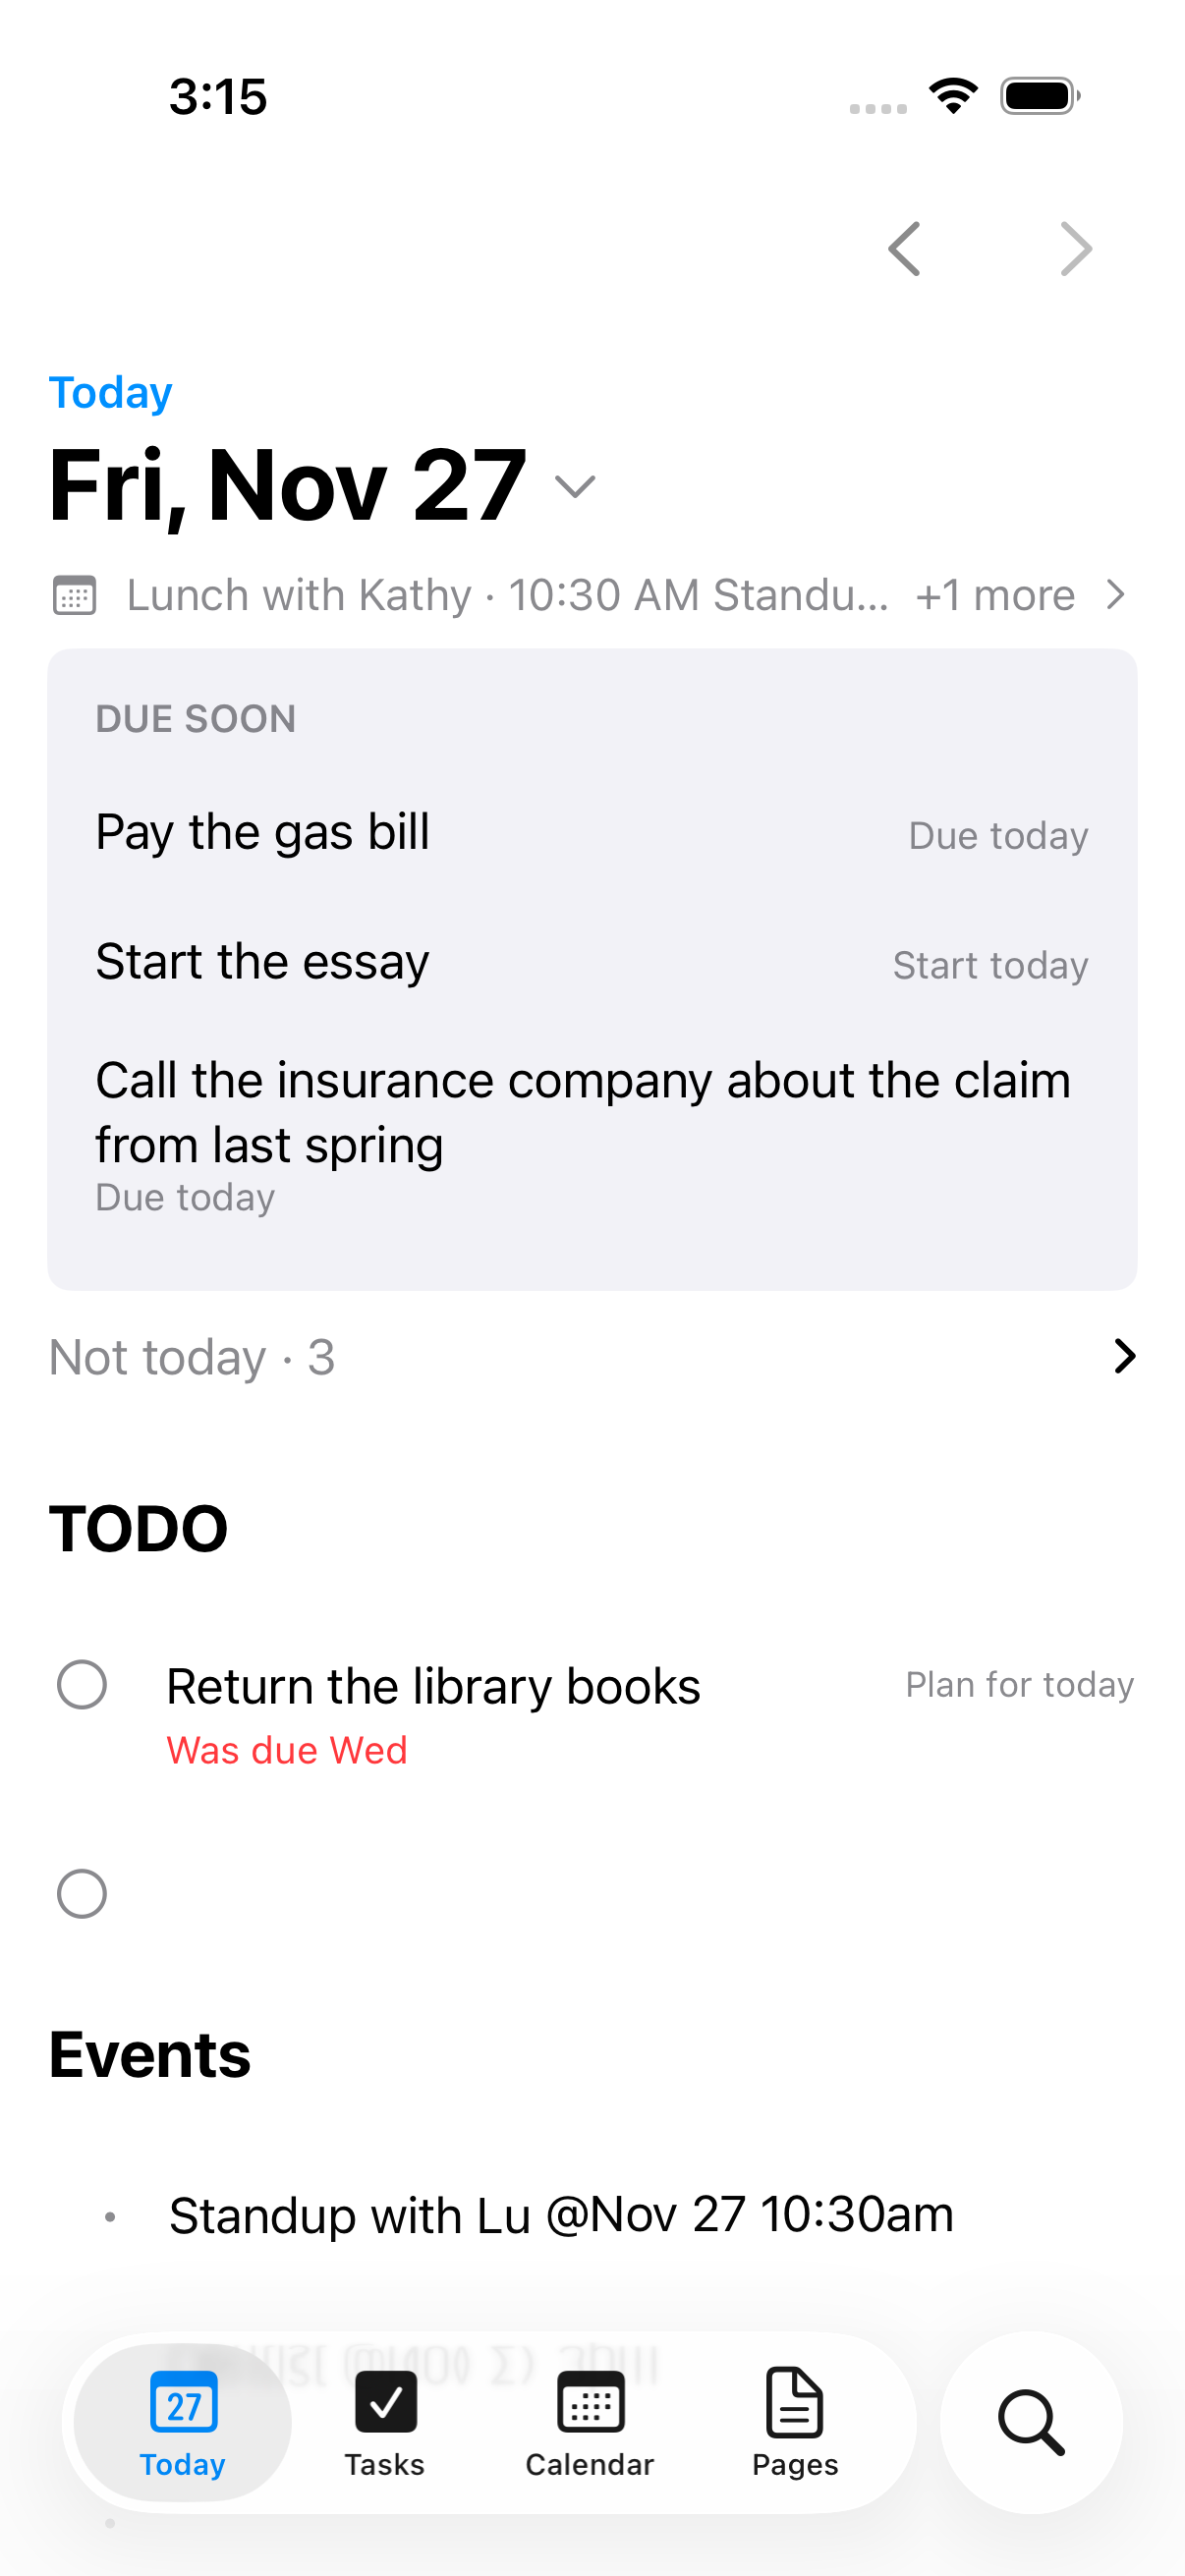 3:15
Today
Fri, Nov 27
Lunch with Kathy · 10:30 AM Standu... +1 more
DUE SOON
Pay the gas bill Due today
Start the essay Start today
Call the insurance company about the claim
from last spring
Due today
Not today · 3
TODO
Return the library books Plan for today
Was due Wed
Events
Standup with Lu @Nov 27 10:30am
27
Today Tasks Calendar Pages